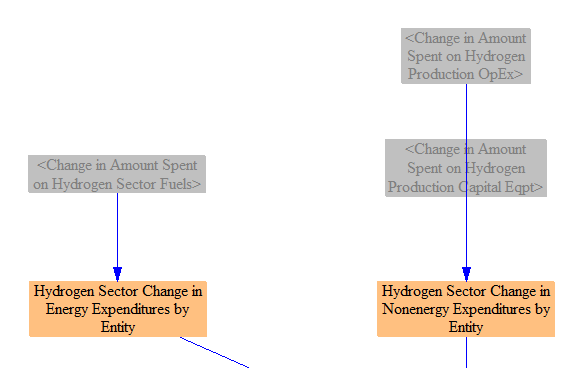 <Change in Amount
Spent on Hydrogen
Production OpEx>
<Change in Amount
Spent on Hydrogen
Production Capital Eqpt>
<Change in Amount Spent
on Hydrogen Sector Fuels>
Hydrogen Sector Change in
Energy Expenditures by
Entity
Hydrogen Sector Change in
Nonenergy Expenditures by
Entity